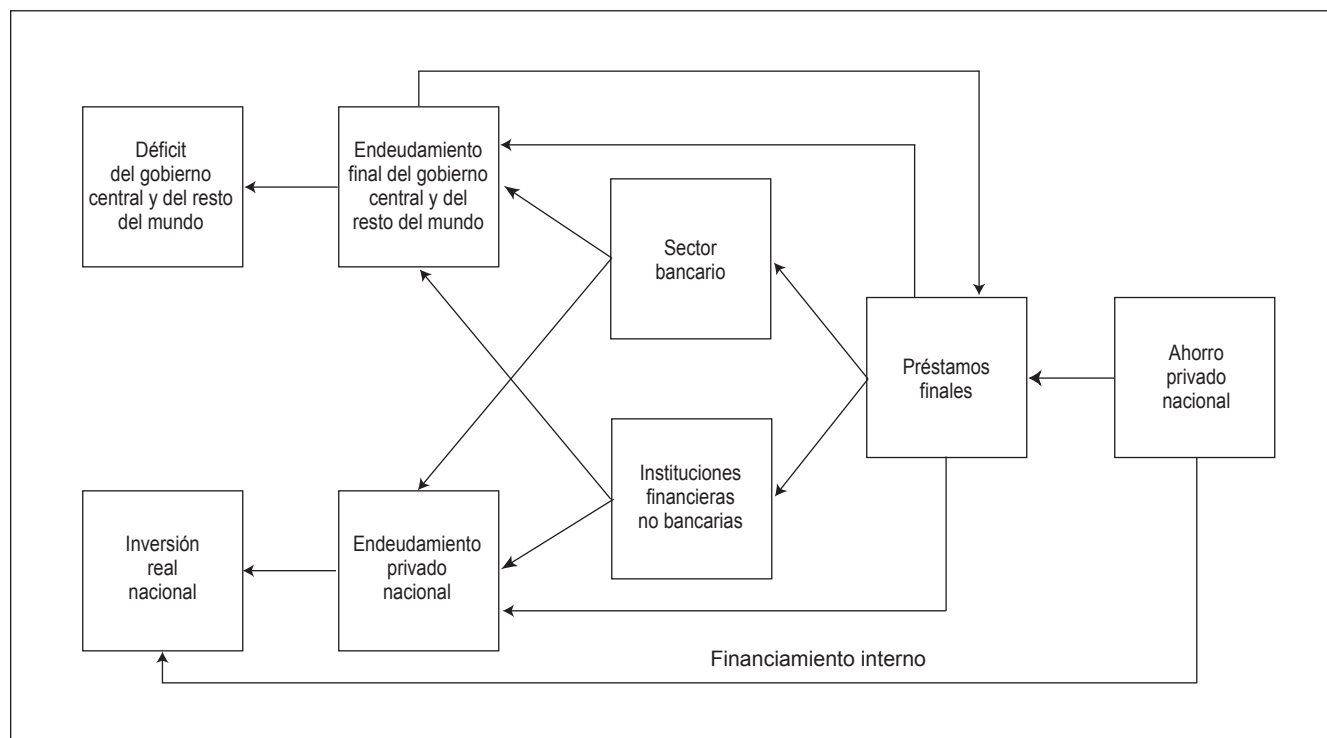 Déficit
del gobierno
central y del resto
del mundo
Endeudamiento
final del gobierno
central y del
resto del mundo
Sector
bancario
Préstamos
finales
Ahorro
privado
nacional
Instituciones
financieras
no bancarias
Inversión
real
nacional
Endeudamiento
privado
nacional
Financiamiento interno